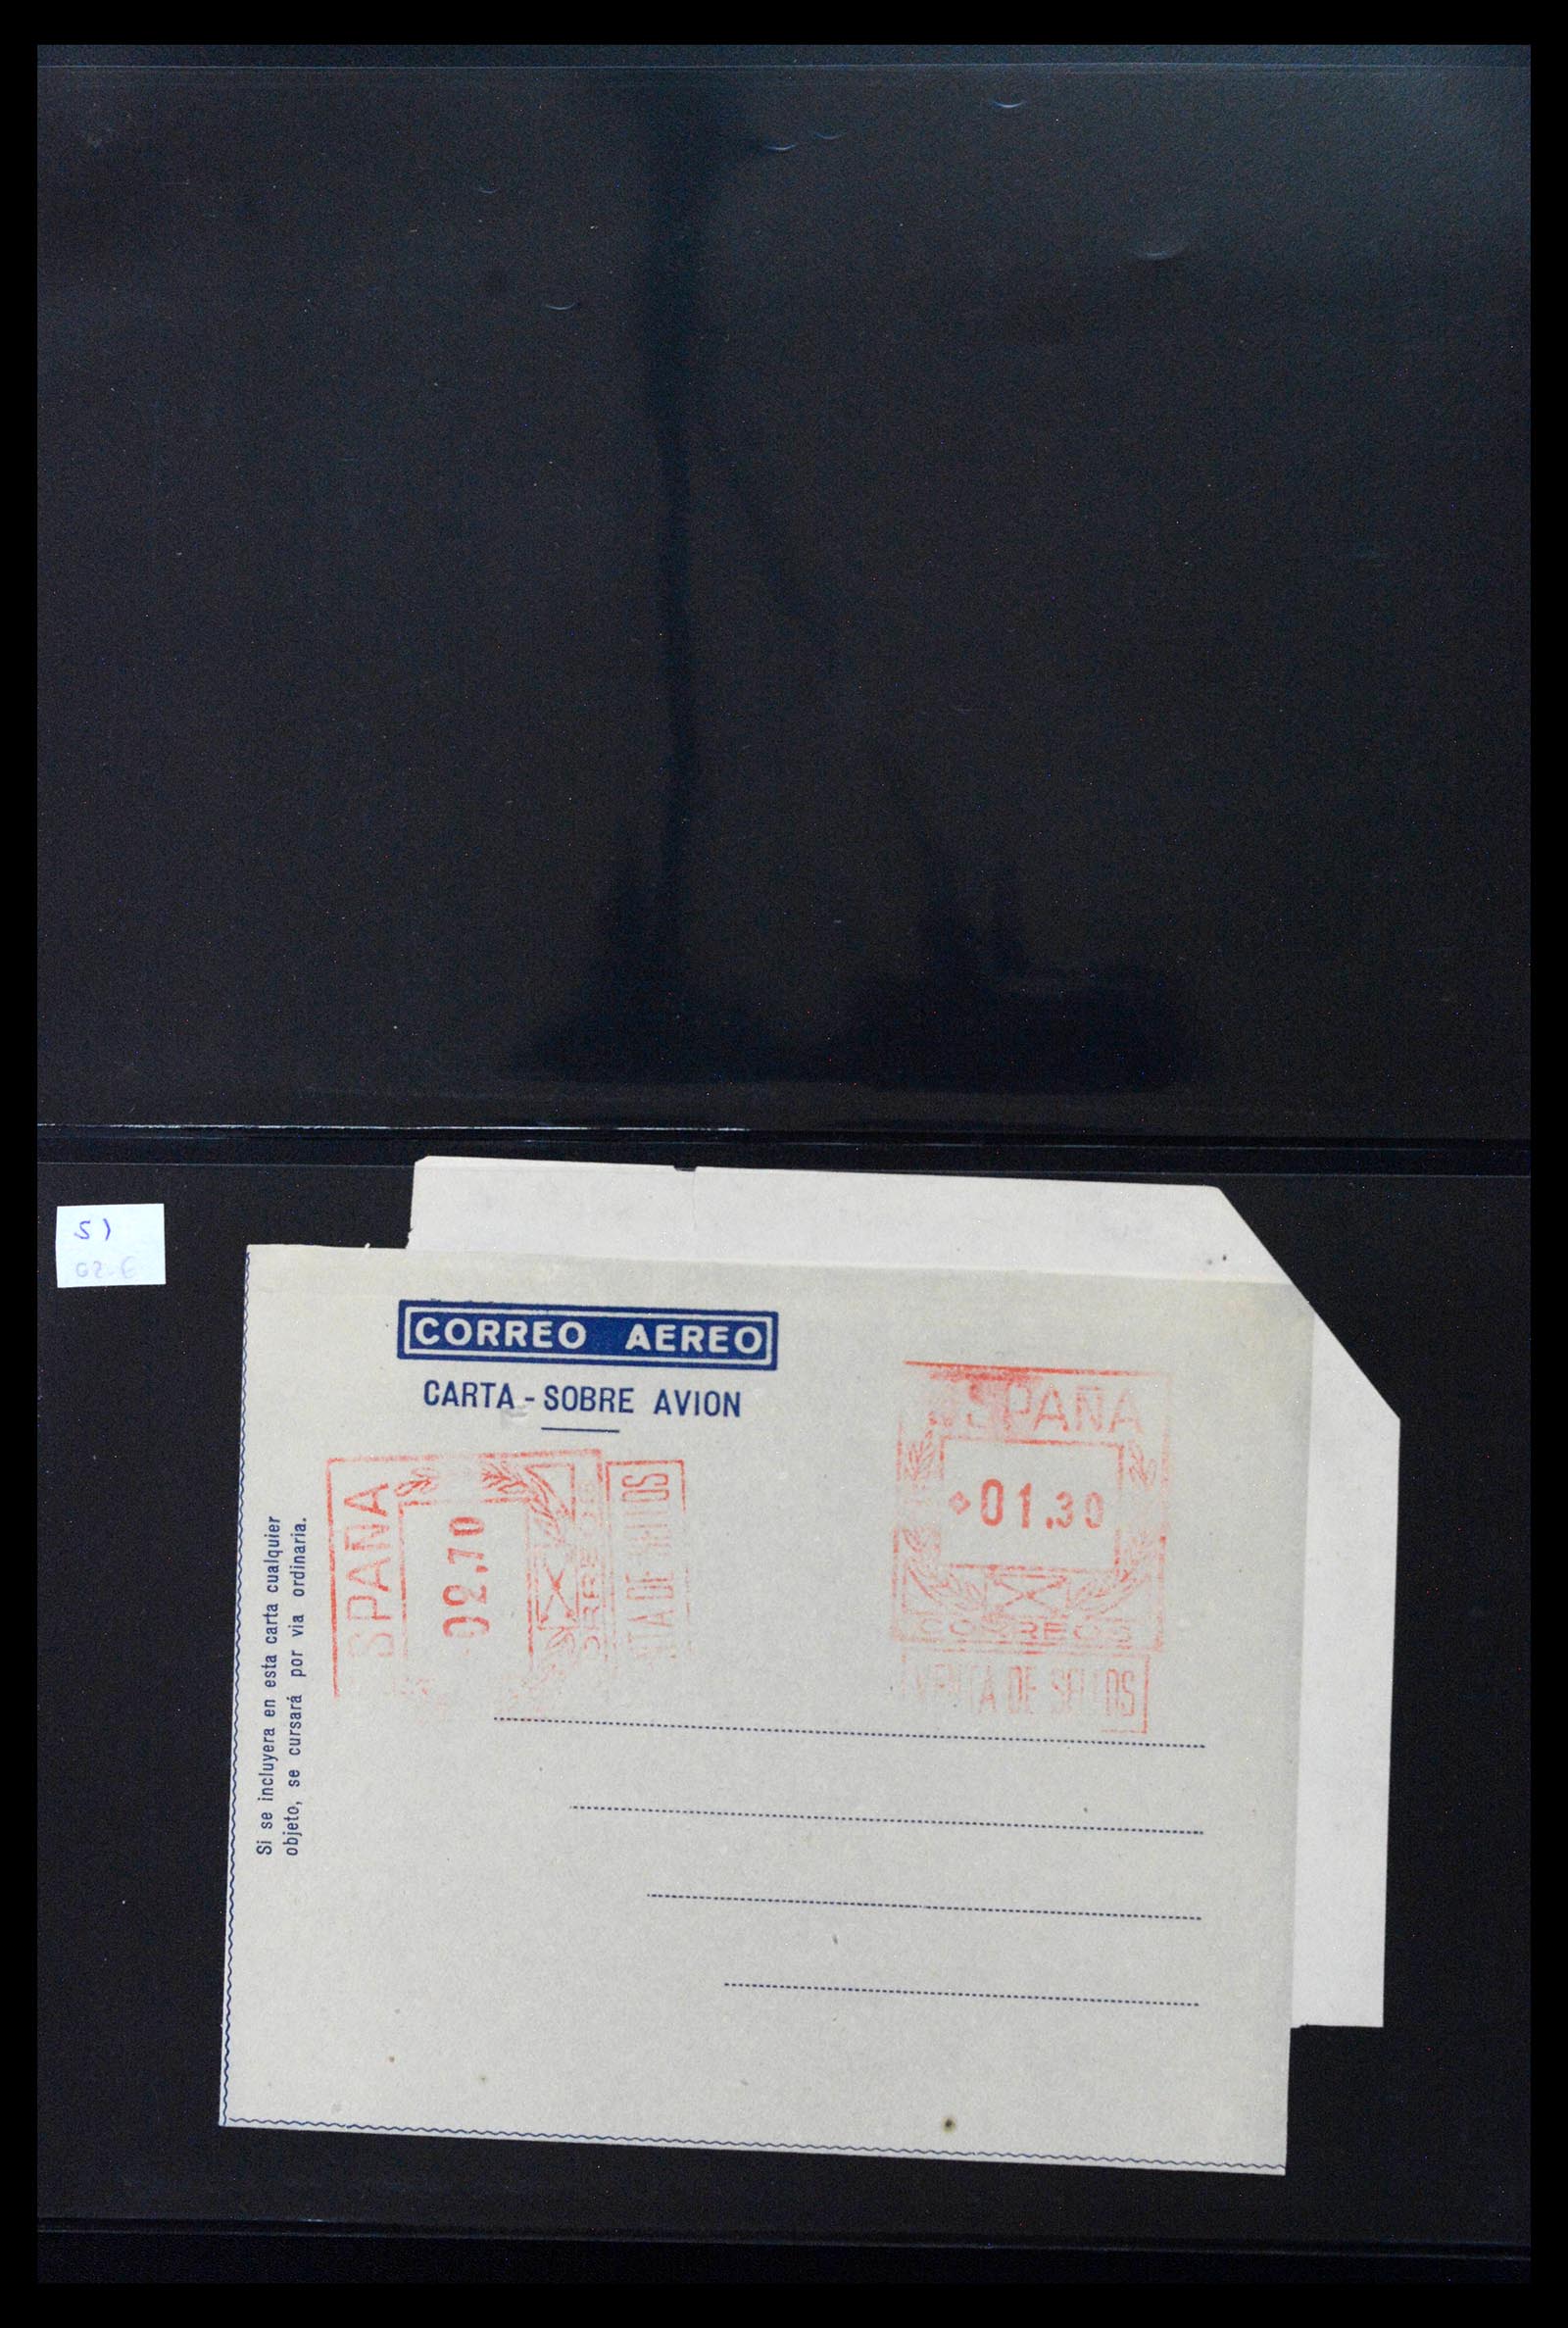 51
CORREO AEREO
CARTA - SOBRE AVION
ESPAÑA
01.30
CORREOS
VENTA DE SELLOS
SPAÑA
02.70
Si se incluyera en esta carta cualquier
objeto, se cursará por via ordinaria.